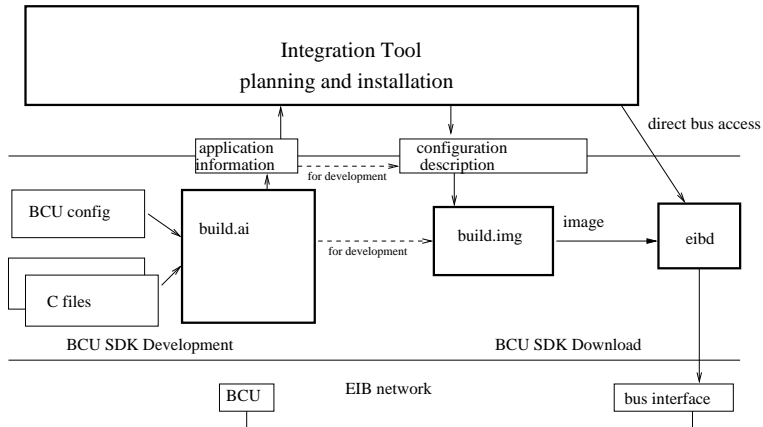 Integration Tool
planning and installation
direct bus access
application
information
configuration
description
for development
BCU config
build.ai
build.img
image
eibd
for development
C files
BCU SDK Development
BCU SDK Download
EIB network
BCU
bus interface